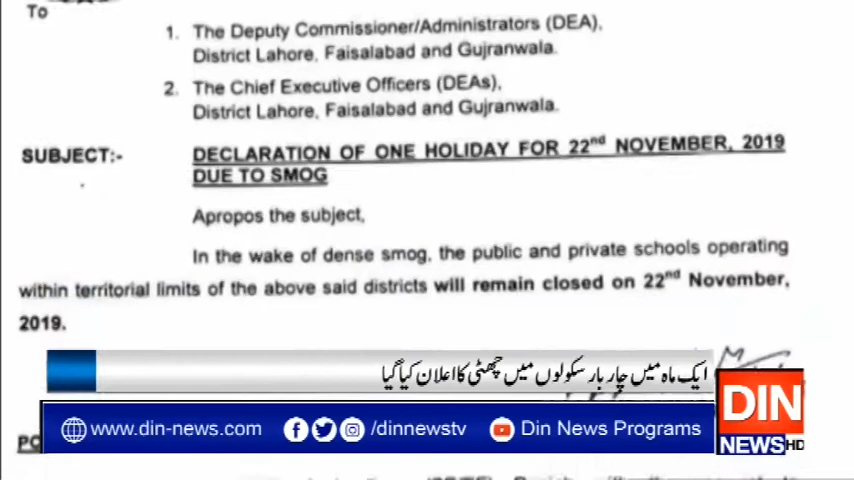 To
1. The Deputy Commissioner/Administrators (DEA),
District Lahore, Faisalabad and Gujranwala.
2. The Chief Executive Officers (DEAs),
District Lahore, Faisalabad and Gujranwala.
SUBJECT:- DECLARATION OF ONE HOLIDAY FOR 22nd NOVEMBER, 2019
DUE TO SMOG
Apropos the subject,
In the wake of dense smog, the public and private schools operating
within territorial limits of the above said districts will remain closed on 22nd November,
2019.
ایک ماہ میں چار بار سکولوں میں چھٹی کا اعلان کیا گیا
www.din-news.com /dinnewstv Din News Programs
DIN
NEWS HD